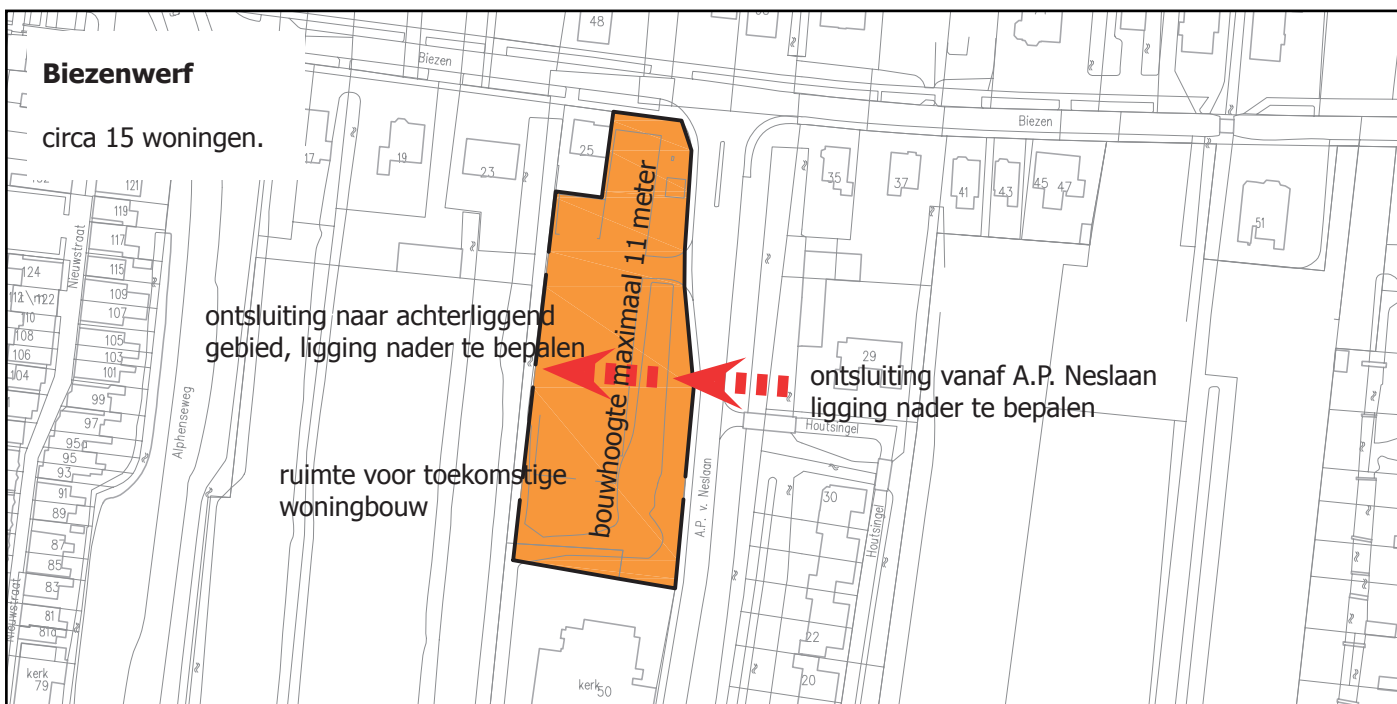 Biezenwerf
circa 15 woningen.
48
Biezen
Biezen
17
19
23
25
35
37
41
43
45
47
51
121
119
117
115
109
107
105
103
101
99
97
95a
95
93
91
89
87
85
83
81
81a
124
112
122
110
108
106
104
Nieuwstraat
Nieuwstraat
Alphenseweg
ontsluiting naar achterliggend
gebied, ligging nader te bepalen
bouwhoogte maximaal 11 meter
29
ontsluiting vanaf A.P. Neslaan
ligging nader te bepalen
Houtsingel
Houtsingel
ruimte voor toekomstige
woningbouw
A.P. v. Neslaan
30
22
20
kerk
79
kerk
50